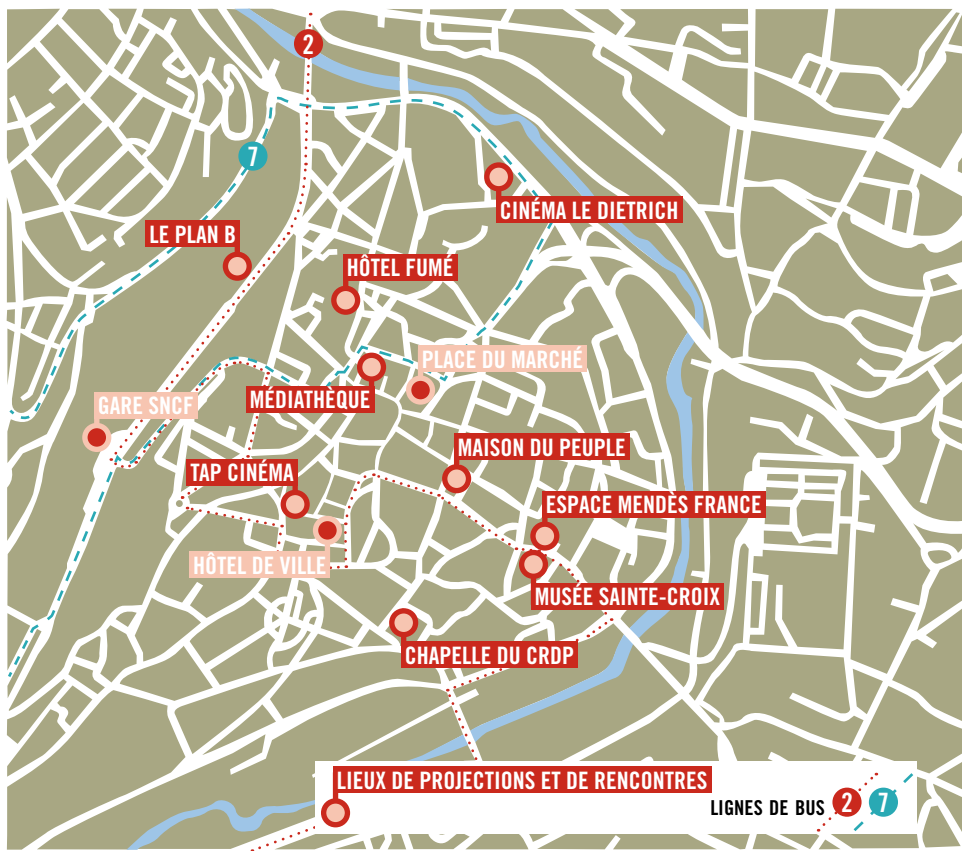 2
7
CINÉMA LE DIETRICH
LE PLAN B
HÔTEL FUMÉ
PLACE DU MARCHÉ
MÉDIATHÈQUE
GARE SNCF
MAISON DU PEUPLE
TAP CINÉMA
ESPACE MENDÈS FRANCE
HÔTEL DE VILLE
MUSÉE SAINTE-CROIX
CHAPELLE DU CRDP
LIEUX DE PROJECTIONS ET DE RENCONTRES
LIGNES DE BUS 2 7